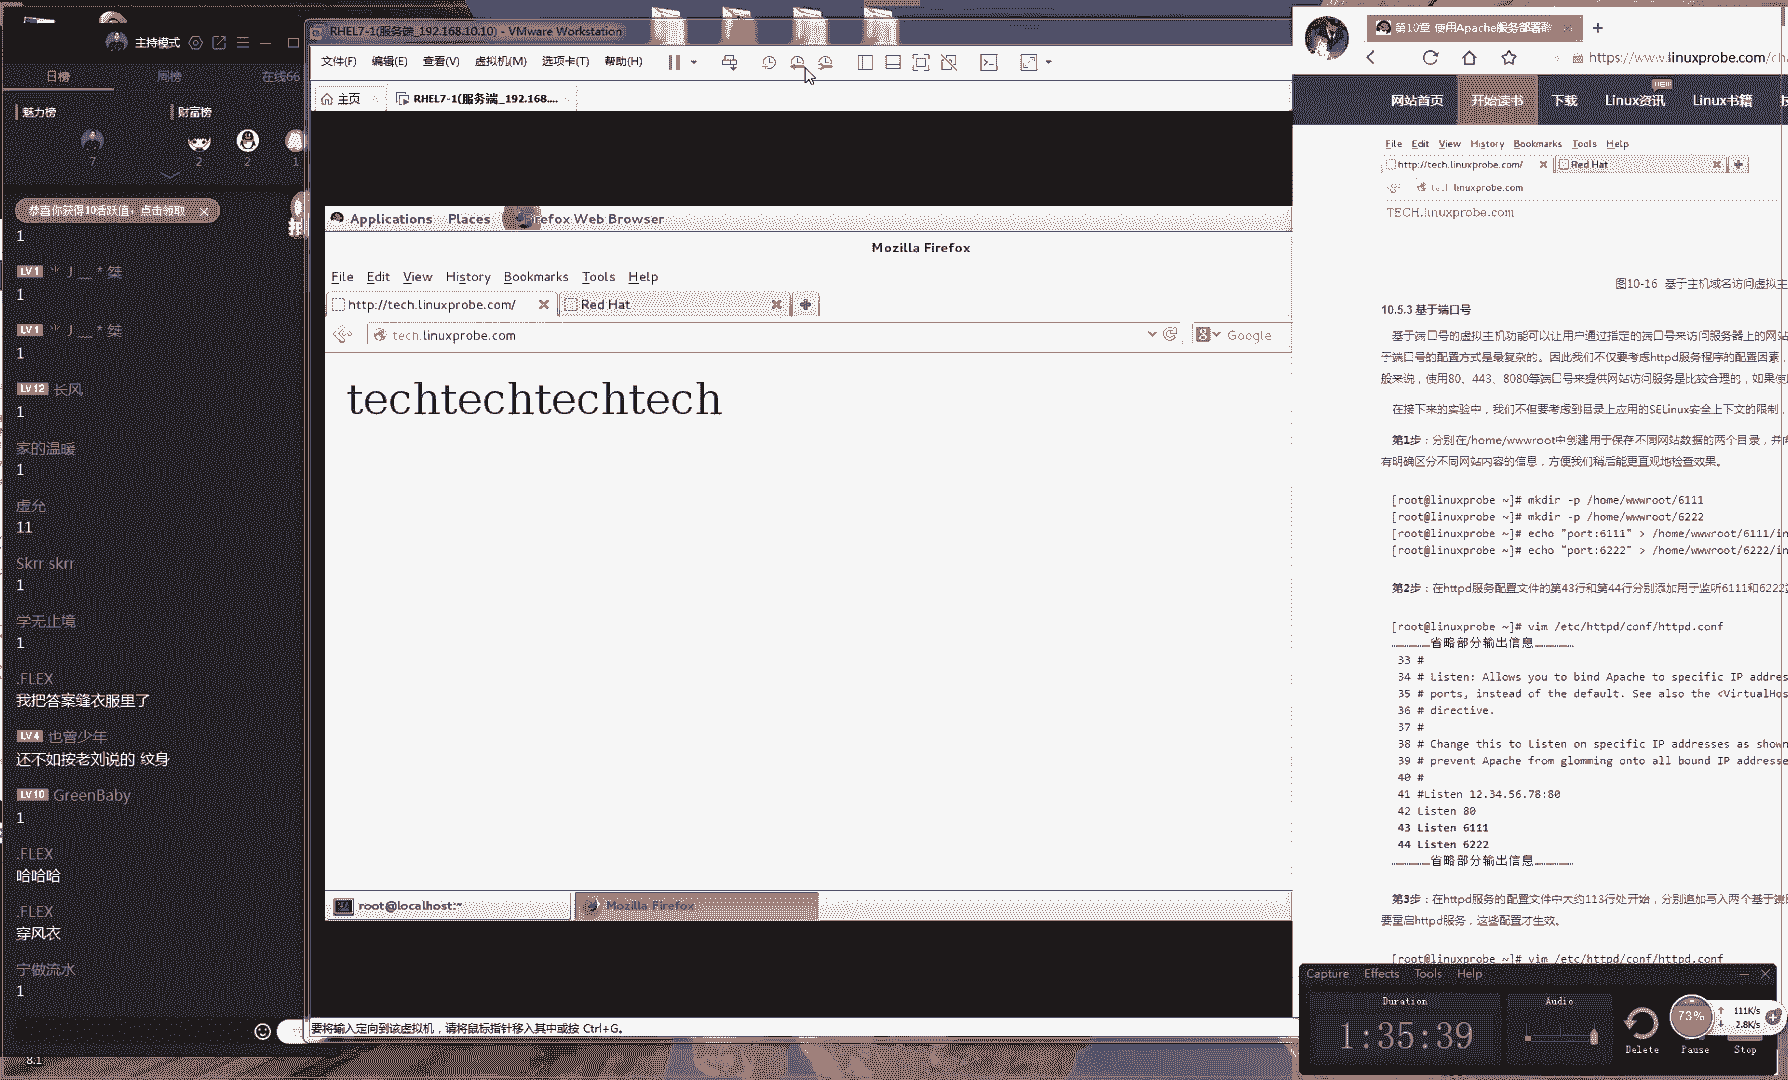 主持模式
日榜 周榜 在线66
魅力榜 财富榜
7 2 2 1
恭喜你获得10活跃值，点击领取
1
LV1
1
LV1
1
LV12 长风
1
家的温暖
1
虚允
11
Skrr skrr
1
学无止境
1
.FLEX
我把答案缝衣服里了
LV4 也曾少年
还不如按老刘说的 纹身
LV10 GreenBaby
1
.FLEX
哈哈哈
.FLEX
穿风衣
宁做流水
1
8.1
RHEL7-1(服务端_192.168.10.10) - VMware Workstation
文件(F) 编辑(E) 查看(V) 虚拟机(M) 选项卡(T) 帮助(H)
主页 RHEL7-1(服务端_192.168....
Applications Places Firefox Web Browser
Mozilla Firefox
File Edit View History Bookmarks Tools Help
http://tech.linuxprobe.com/ Red Hat
tech.linuxprobe.com Google
techtechtechtech
root@localhost:~ Mozilla Firefox
要将输入定向到该虚拟机，请将鼠标指针移入其中或按 Ctrl+G。
第10章 使用Apache服务部署静
https://www.linuxprobe.com/ch
网站首页 开始读书 下载 Linux资讯 NEW Linux书籍
File Edit View History Bookmarks Tools Help
http://tech.linuxprobe.com/ Red Hat
tech.linuxprobe.com
TECH.linuxprobe.com
图10-16 基于主机域名访问虚拟主
10.5.3 基于端口号
基于端口号的虚拟主机功能可以让用户通过指定的端口号来访问服务器上的网站
于端口号的配置方式是最复杂的。因此我们不仅要考虑httpd服务程序的配置因素，
般来说，使用80、443、8080等端口号来提供网站访问服务是比较合理的，如果使
在接下来的实验中，我们不但要考虑到目录上应用的SELinux安全上下文的限制，
第1步：分别在/home/wwwroot中创建用于保存不同网站数据的两个目录，并向
有明确区分不同网站内容的信息，方便我们稍后能更直观地检查效果。
[root@linuxprobe ~]# mkdir -p /home/wwwroot/6111
[root@linuxprobe ~]# mkdir -p /home/wwwroot/6222
[root@linuxprobe ~]# echo "port:6111" > /home/wwwroot/6111/in
[root@linuxprobe ~]# echo "port:6222" > /home/wwwroot/6222/in
第2步：在httpd服务配置文件的第43行和第44行分别添加用于监听6111和6222
[root@linuxprobe ~]# vim /etc/httpd/conf/httpd.conf
………………省略部分输出信息………………
33 #
34 # Listen: Allows you to bind Apache to specific IP addres
35 # ports, instead of the default. See also the <VirtualHos
36 # directive.
37 #
38 # Change this to Listen on specific IP addresses as shown
39 # prevent Apache from glomming onto all bound IP addresse
40 #
41 #Listen 12.34.56.78:80
42 Listen 80
43 Listen 6111
44 Listen 6222
………………省略部分输出信息………………
第3步：在httpd服务的配置文件中大约113行处开始，分别追加写入两个基于端
要重启httpd服务，这些配置才生效。
[root@linuxprobe ~]# vim /etc/httpd/conf/httpd.conf
Capture Effects Tools Help
Duration Audio
1:35:39
73% 111K/s
2.8K/s
Delete Pause Stop